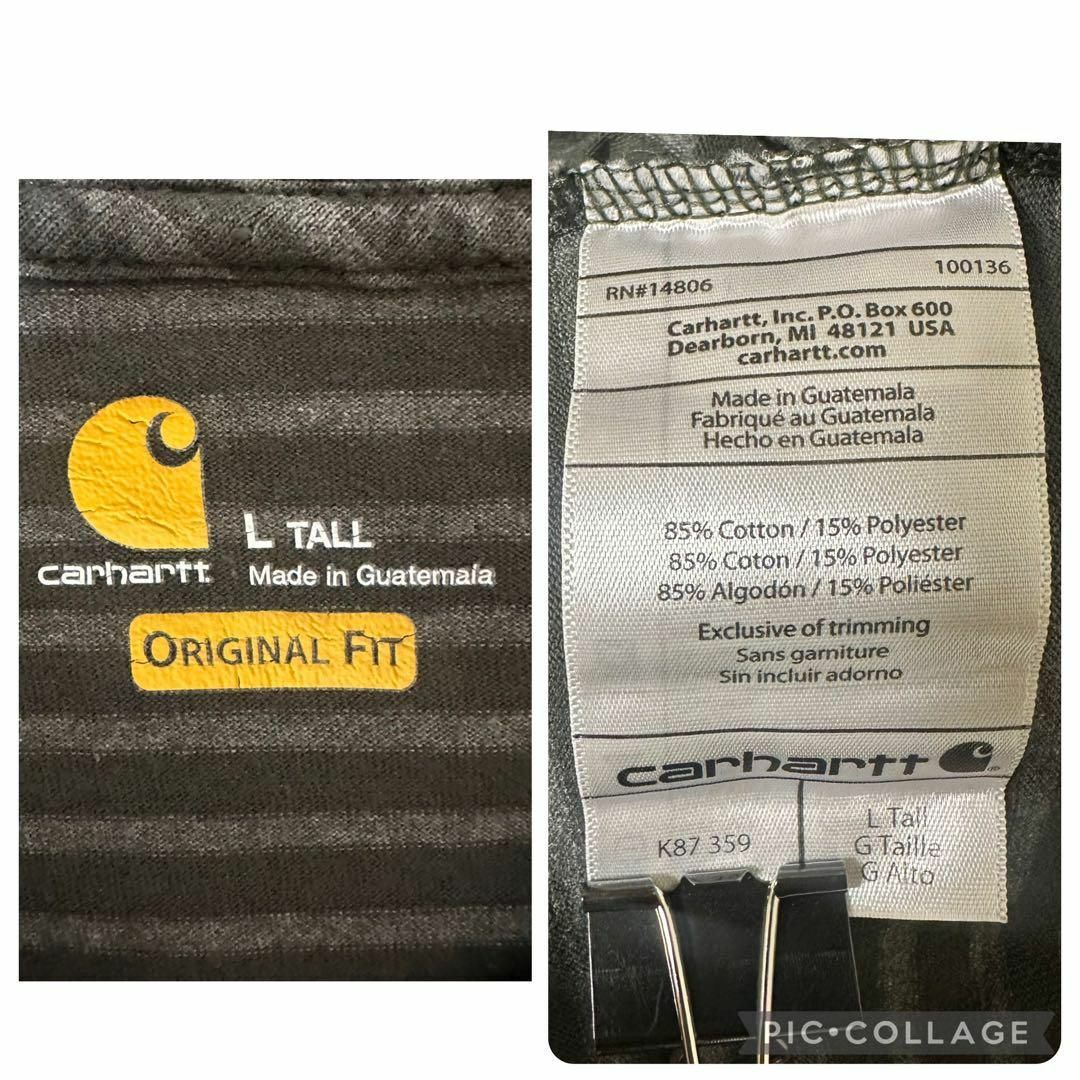 carhartt
L TALL
Made in Guatemala
ORIGINAL FIT
RN#14806
100136
Carhartt, Inc. P.O. Box 600
Dearborn, MI 48121 USA
carhartt.com
Made in Guatemala
Fabriqué au Guatemala
Hecho en Guatemala
85% Cotton / 15% Polyester
85% Coton / 15% Polyester
85% Algodón / 15% Poliéster
Exclusive of trimming
Sans garniture
Sin incluir adorno
carhartt
K87 359
L Tall
G Taille
G Alto
PIC•COLLAGE